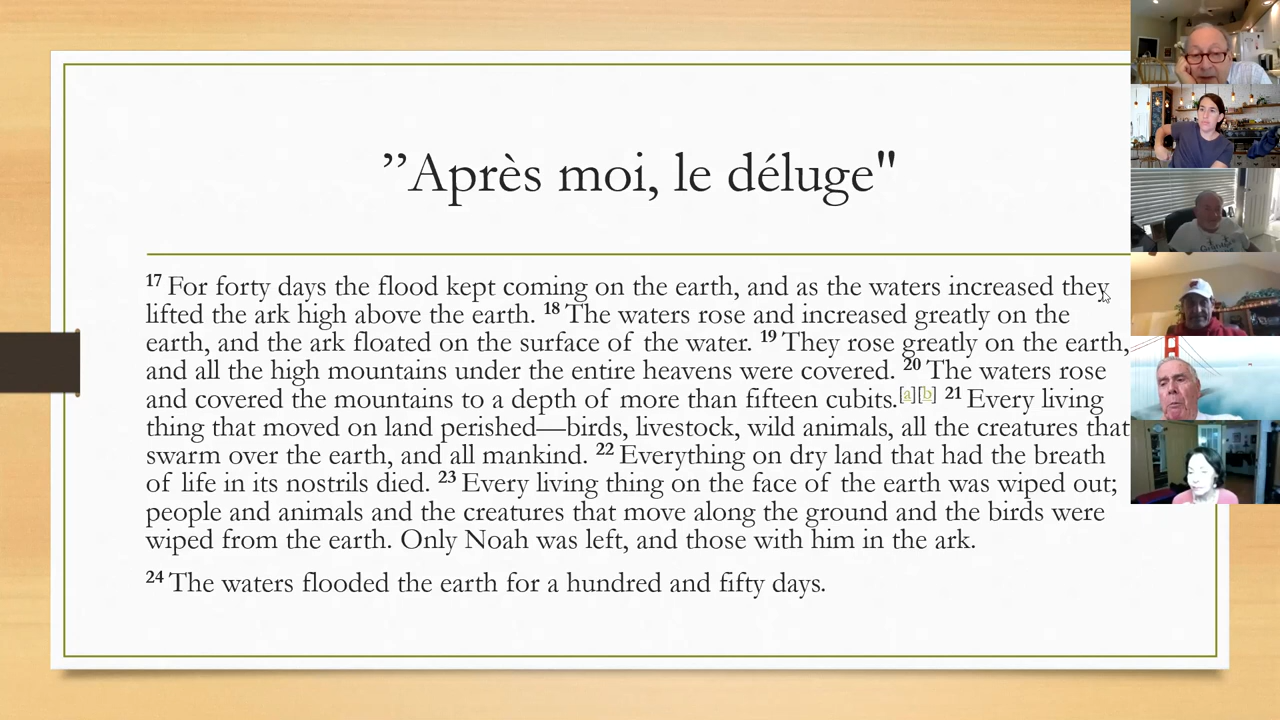 ”Après moi, le déluge"
17 For forty days the flood kept coming on the earth, and as the waters increased they
lifted the ark high above the earth. 18 The waters rose and increased greatly on the
earth, and the ark floated on the surface of the water. 19 They rose greatly on the earth,
and all the high mountains under the entire heavens were covered. 20 The waters rose
and covered the mountains to a depth of more than fifteen cubits.[a][b] 21 Every living
thing that moved on land perished—birds, livestock, wild animals, all the creatures that
swarm over the earth, and all mankind. 22 Everything on dry land that had the breath
of life in its nostrils died. 23 Every living thing on the face of the earth was wiped out;
people and animals and the creatures that move along the ground and the birds were
wiped from the earth. Only Noah was left, and those with him in the ark.
24 The waters flooded the earth for a hundred and fifty days.